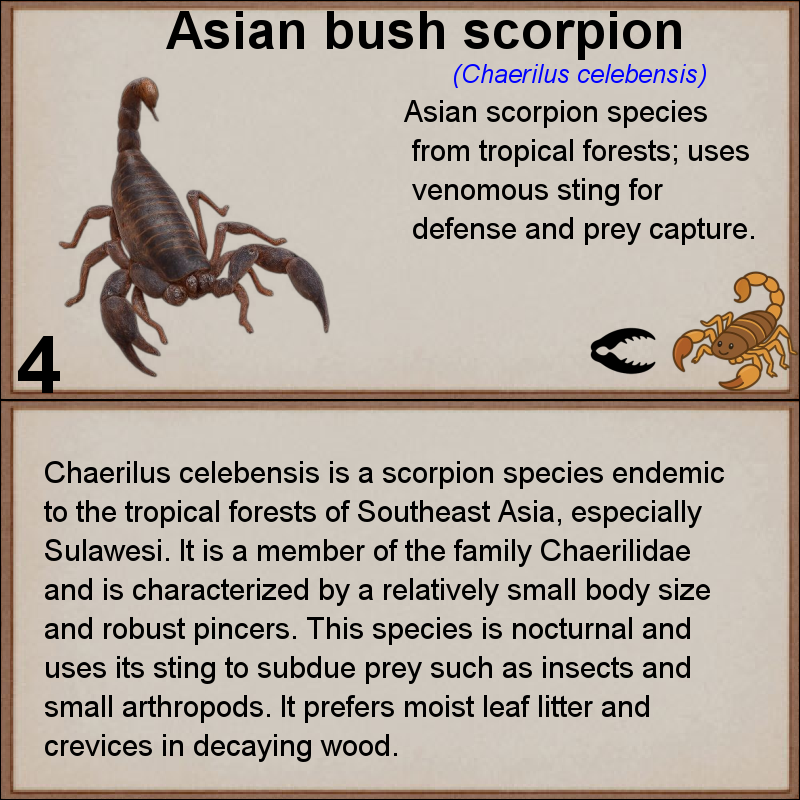 Asian bush scorpion
(Chaerilus celebensis)
Asian scorpion species
from tropical forests; uses
venomous sting for
defense and prey capture.
4
Chaerilus celebensis is a scorpion species endemic
to the tropical forests of Southeast Asia, especially
Sulawesi. It is a member of the family Chaerilidae
and is characterized by a relatively small body size
and robust pincers. This species is nocturnal and
uses its sting to subdue prey such as insects and
small arthropods. It prefers moist leaf litter and
crevices in decaying wood.